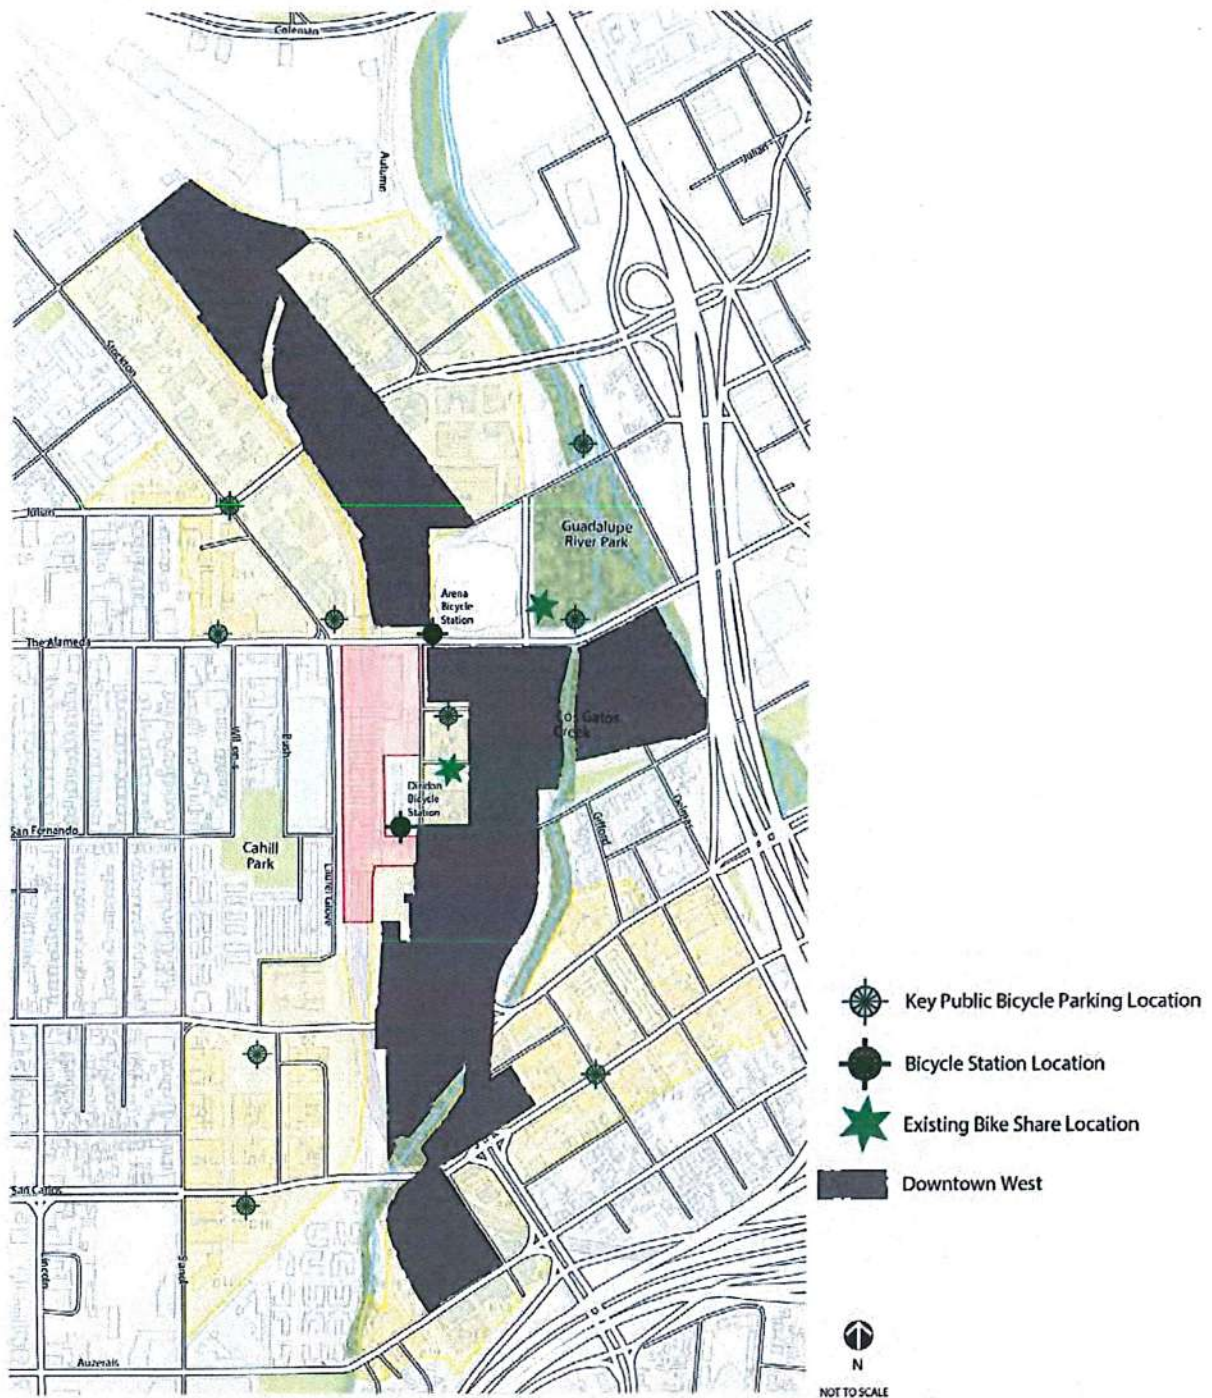 Coleman
Autumn
Julian
Stockton
Julian
Guadalupe
River Park
Arena
Bicycle
Station
The Alameda
Los Gatos
Creek
Bush
Diridon
Bicycle
Station
Gifford
Delmas
San Fernando
Cahill
Park
Laurel Grove
Key Public Bicycle Parking Location
Bicycle Station Location
Existing Bike Share Location
Downtown West
San Carlos
Lincoln
Auzerais
N
NOT TO SCALE